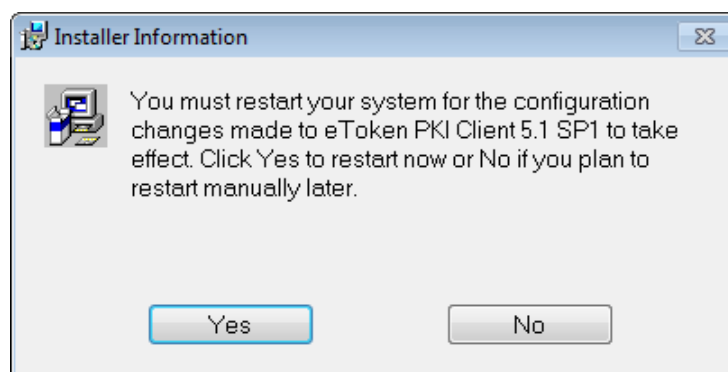 Installer Information
You must restart your system for the configuration
changes made to eToken PKI Client 5.1 SP1 to take
effect. Click Yes to restart now or No if you plan to
restart manually later.
Yes No